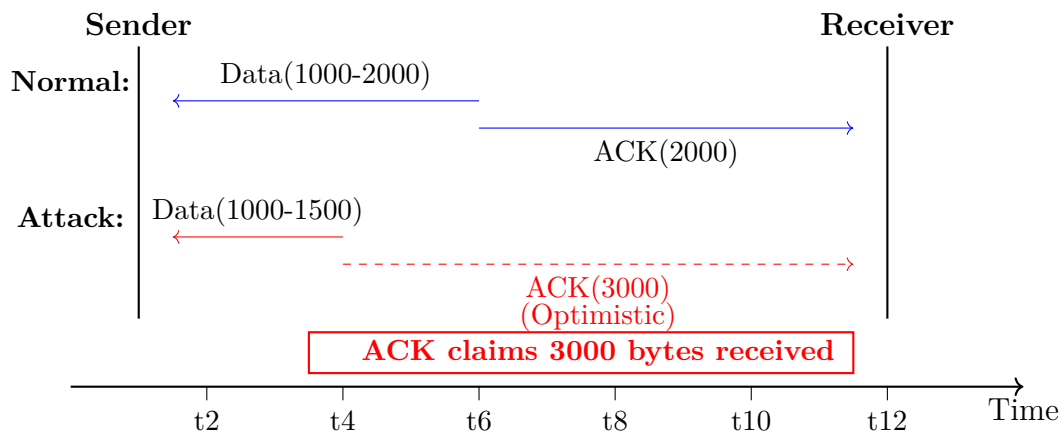 Sender
Receiver
Normal:
Data(1000-2000)
ACK(2000)
Attack:
Data(1000-1500)
ACK(3000)
(Optimistic)
ACK claims 3000 bytes received
t2
t4
t6
t8
t10
t12
Time